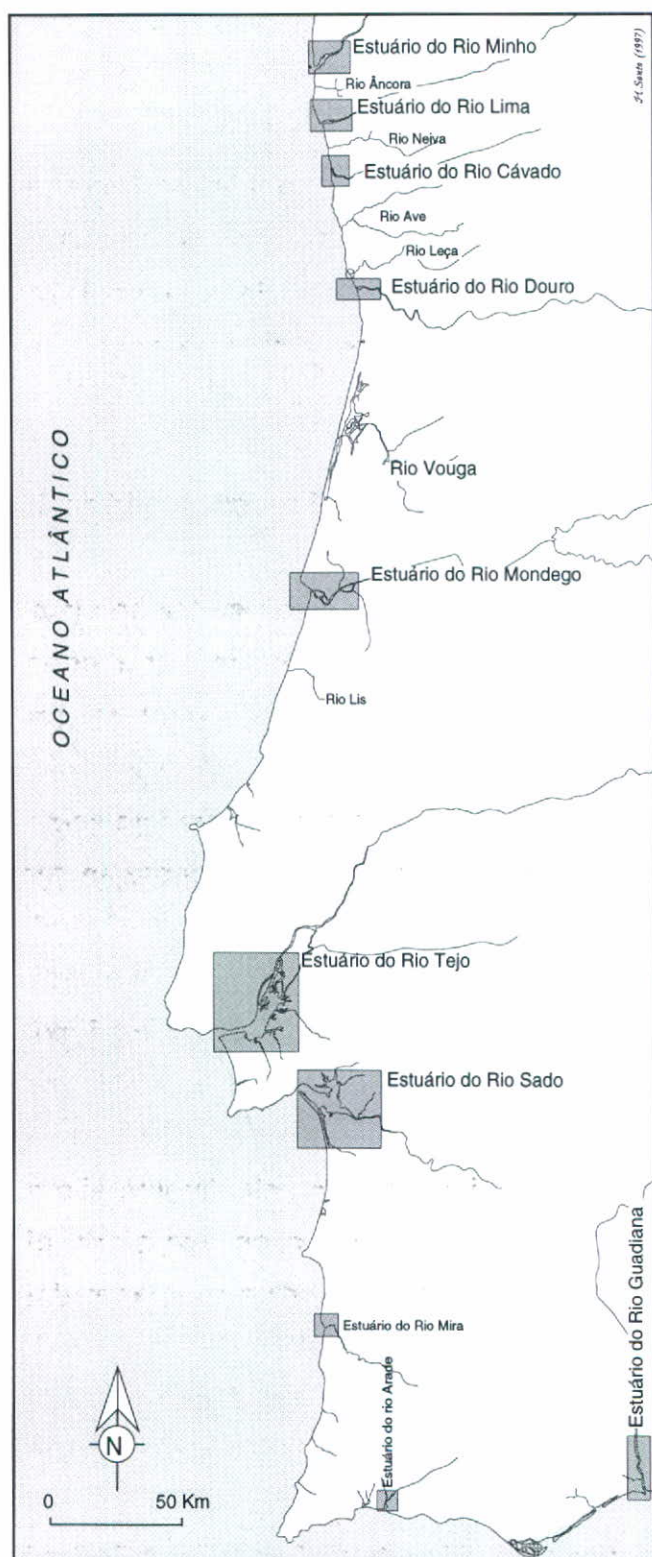 Estuário do Rio Minho
Rio Âncora
Estuário do Rio Lima
Rio Neiva
Estuário do Rio Cávado
Rio Ave
Rio Leça
Estuário do Rio Douro
Rio Vouga
OCEANO ATLÂNTICO
Estuário do Rio Mondego
Rio Lis
Estuário do Rio Tejo
Estuário do Rio Sado
Estuário do Rio Guadiana
Estuário do Rio Mira
Estuário do rio Arade
N
0 50 Km